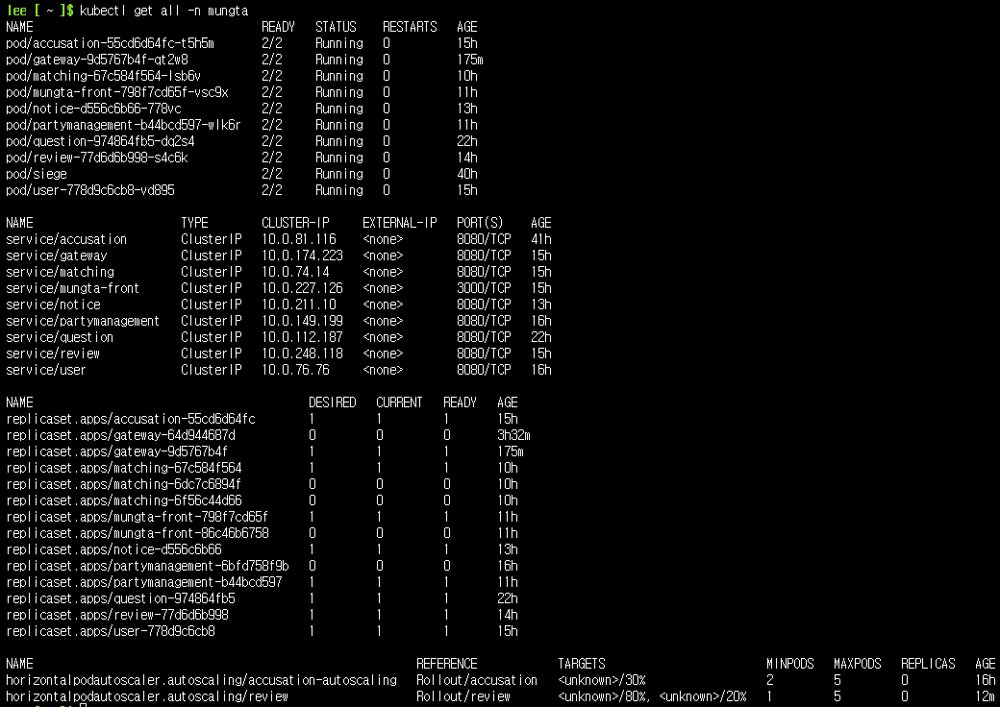 lee [ ~ ]$ kubectl get all -n mungta
NAME READY STATUS RESTARTS AGE
pod/accusation-55cd6d64fc-t5h5m 2/2 Running 0 15h
pod/gateway-9d5767b4f-qt2w8 2/2 Running 0 175m
pod/matching-67c584f564-lsb6v 2/2 Running 0 10h
pod/mungta-front-798f7cd65f-vsc9x 2/2 Running 0 11h
pod/notice-d556c6b66-778vc 2/2 Running 0 13h
pod/partymanagement-b44bcd597-wlk6r 2/2 Running 0 11h
pod/question-974864fb5-dq2s4 2/2 Running 0 22h
pod/review-77d6d6b998-s4c6k 2/2 Running 0 14h
pod/siege 2/2 Running 0 40h
pod/user-778d9c6cb8-vd895 2/2 Running 0 15h
NAME TYPE CLUSTER-IP EXTERNAL-IP PORT(S) AGE
service/accusation ClusterIP 10.0.81.116 <none> 8080/TCP 41h
service/gateway ClusterIP 10.0.174.223 <none> 8080/TCP 15h
service/matching ClusterIP 10.0.74.14 <none> 8080/TCP 15h
service/mungta-front ClusterIP 10.0.227.126 <none> 3000/TCP 15h
service/notice ClusterIP 10.0.211.10 <none> 8080/TCP 13h
service/partymanagement ClusterIP 10.0.149.199 <none> 8080/TCP 16h
service/question ClusterIP 10.0.112.187 <none> 8080/TCP 22h
service/review ClusterIP 10.0.248.118 <none> 8080/TCP 15h
service/user ClusterIP 10.0.76.76 <none> 8080/TCP 16h
NAME DESIRED CURRENT READY AGE
replicaset.apps/accusation-55cd6d64fc 1 1 1 15h
replicaset.apps/gateway-64d944687d 0 0 0 3h32m
replicaset.apps/gateway-9d5767b4f 1 1 1 175m
replicaset.apps/matching-67c584f564 1 1 1 10h
replicaset.apps/matching-6dc7c6894f 0 0 0 10h
replicaset.apps/matching-6f56c44d66 0 0 0 10h
replicaset.apps/mungta-front-798f7cd65f 1 1 1 11h
replicaset.apps/mungta-front-86c46b6758 0 0 0 11h
replicaset.apps/notice-d556c6b66 1 1 1 13h
replicaset.apps/partymanagement-6bfd758f9b 0 0 0 16h
replicaset.apps/partymanagement-b44bcd597 1 1 1 11h
replicaset.apps/question-974864fb5 1 1 1 22h
replicaset.apps/review-77d6d6b998 1 1 1 14h
replicaset.apps/user-778d9c6cb8 1 1 1 15h
NAME REFERENCE TARGETS MINPODS MAXPODS REPLICAS AGE
horizontalpodautoscaler.autoscaling/accusation-autoscaling Rollout/accusation <unknown>/30% 2 5 0 16h
horizontalpodautoscaler.autoscaling/review Rollout/review <unknown>/80%, <unknown>/20% 1 5 0 12m